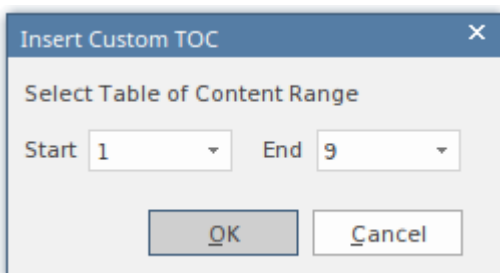 Insert Custom TOC
Select Table of Content Range
Start 1 End 9
OK Cancel